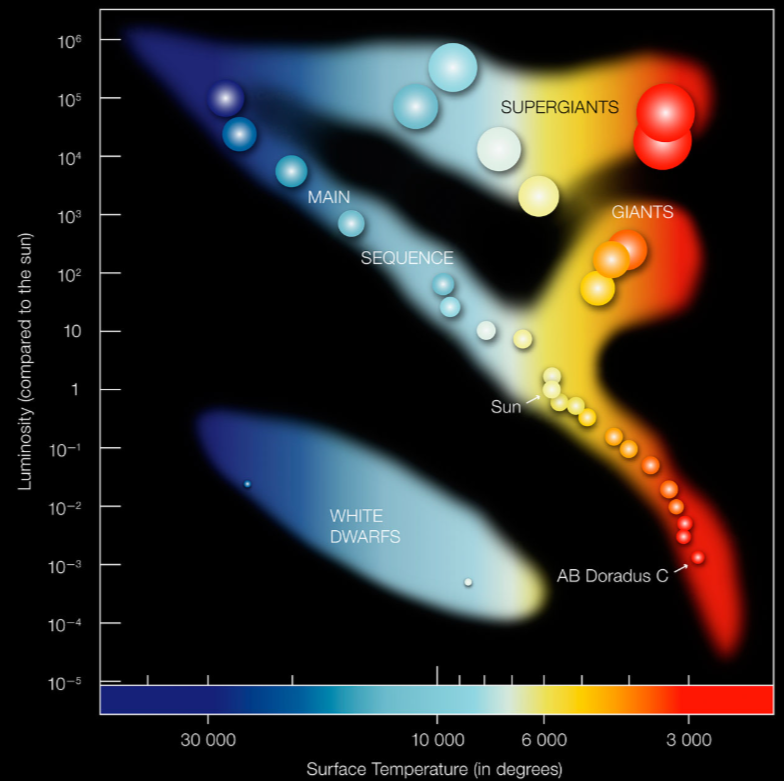 10⁶
10⁵
10⁴
10³
10²
10
1
10⁻¹
10⁻²
10⁻³
10⁻⁴
10⁻⁵
Luminosity (compared to the sun)
SUPERGIANTS
MAIN
GIANTS
SEQUENCE
Sun
WHITE
DWARFS
AB Doradus C
30 000
10 000
6 000
3 000
Surface Temperature (in degrees)